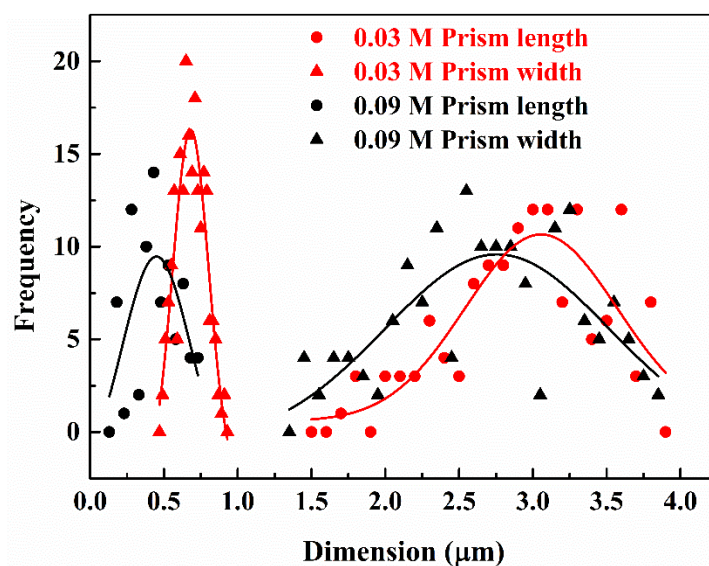 0.03 M Prism length
0.03 M Prism width
0.09 M Prism length
0.09 M Prism width
Frequency
20
15
10
5
0
0.0 0.5 1.0 1.5 2.0 2.5 3.0 3.5 4.0
Dimension (μm)